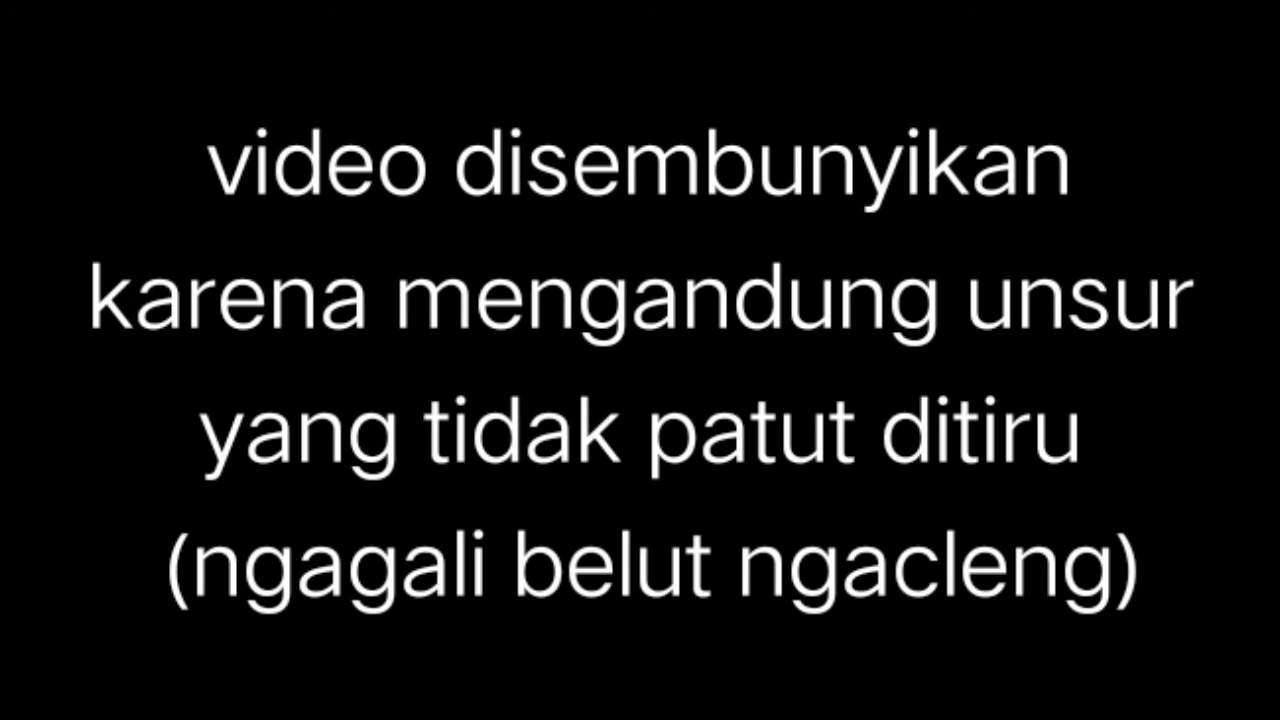 video disembunyikan
karena mengandung unsur
yang tidak patut ditiru
(ngagali belut ngacleng)